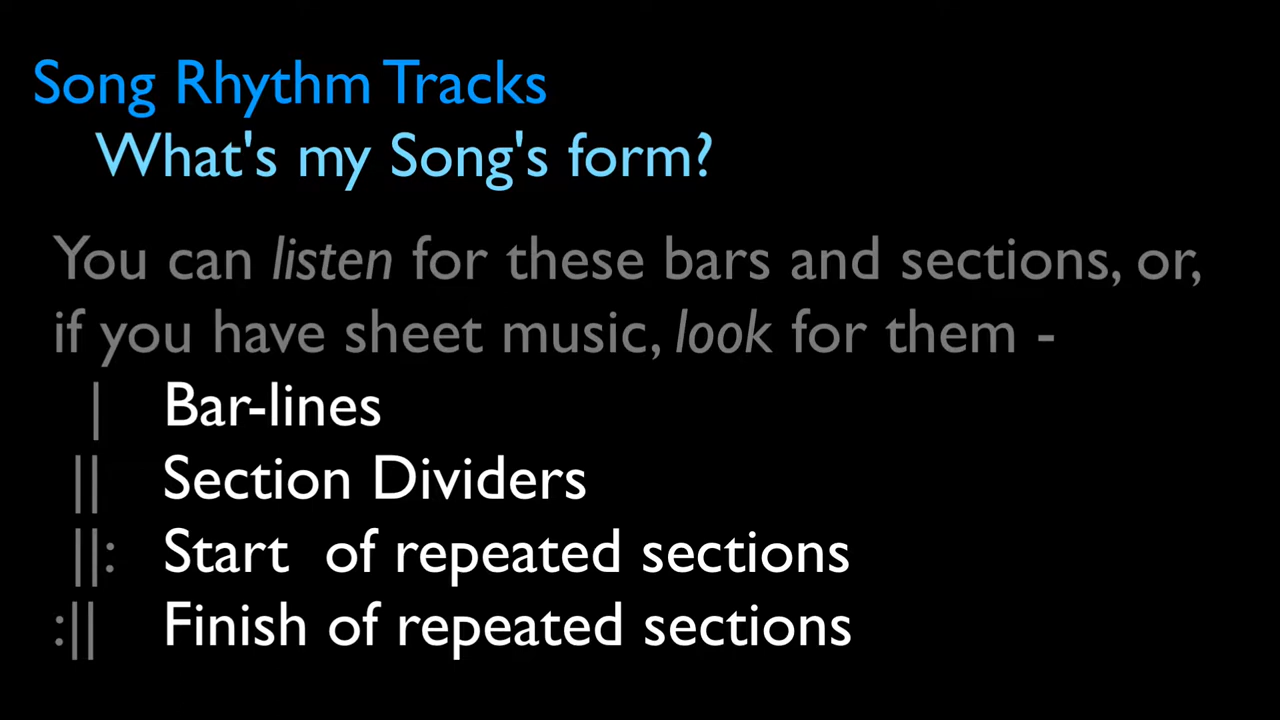 Song Rhythm Tracks
What's my Song's form?
You can listen for these bars and sections, or,
if you have sheet music, look for them -
| Bar-lines
|| Section Dividers
||: Start of repeated sections
:|| Finish of repeated sections